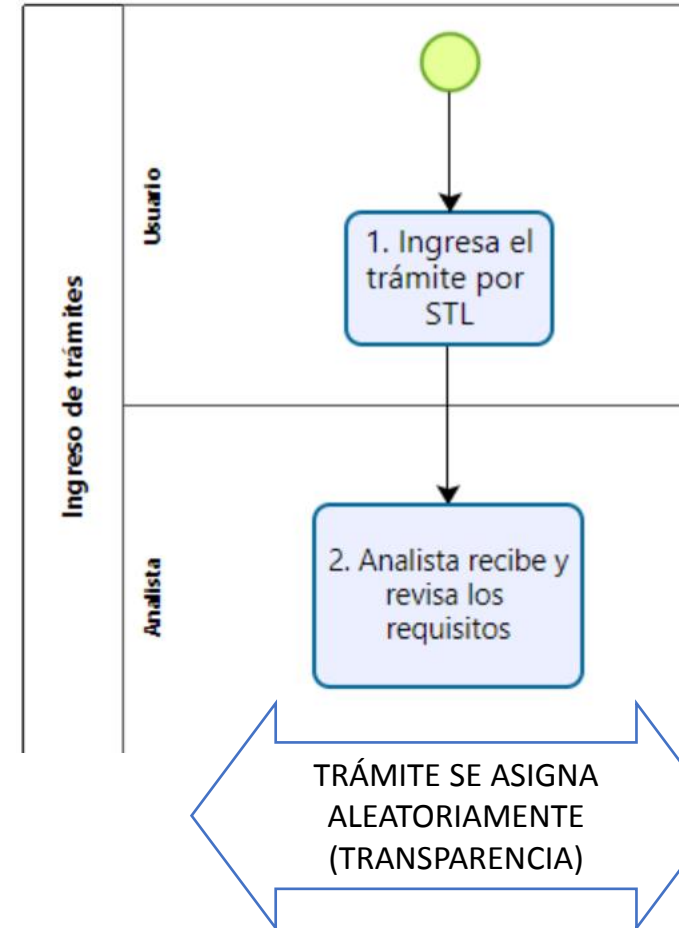 Ingreso de trámites
Usuario
1. Ingresa el
trámite por
STL
Analista
2. Analista recibe y
revisa los
requisitos
TRÁMITE SE ASIGNA
ALEATORIAMENTE
(TRANSPARENCIA)